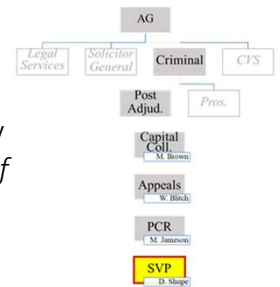 AG
Legal
Services
Solicitor
General
Criminal
CVS
Post
Adjud.
Pros.
Capital
Coll.
M. Brown
Appeals
W. Blitch
PCR
M. Jameson
SVP
D. Shupe
f